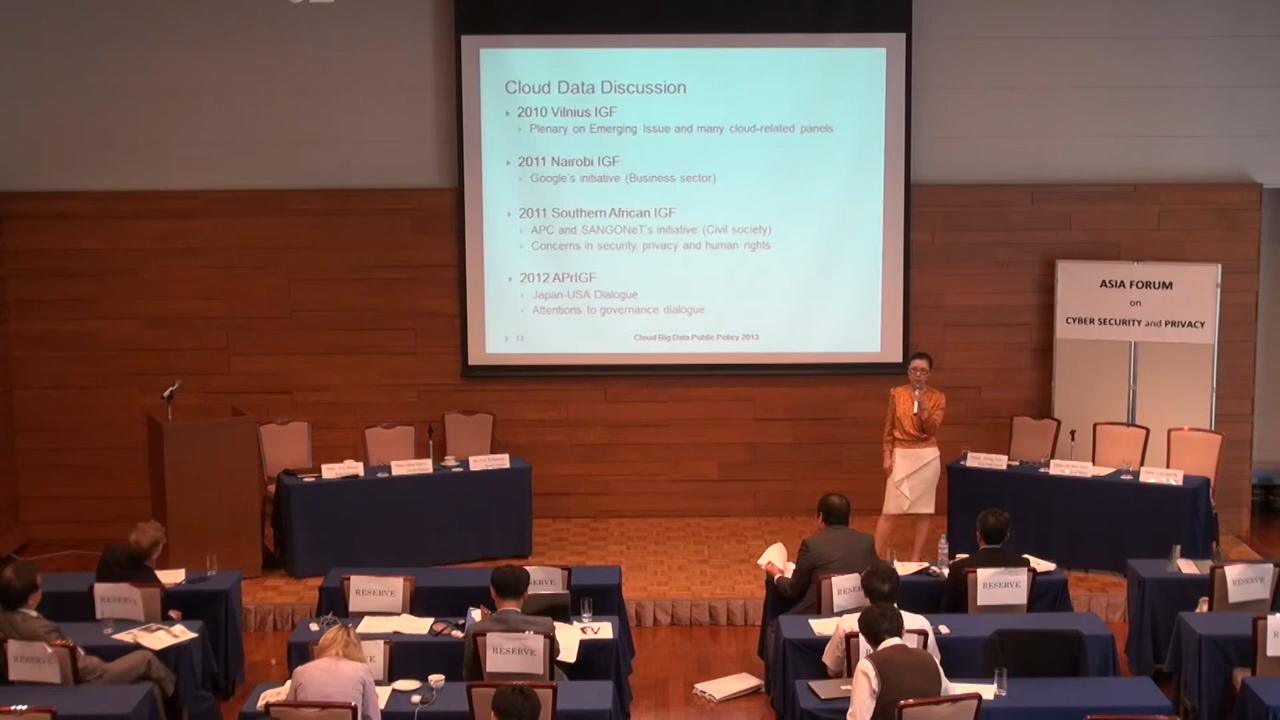 Cloud Data Discussion
2010 Vilnius IGF
Plenary on Emerging Issue and many cloud-related panels
2011 Nairobi IGF
Google's initiative (Business sector)
2011 Southern African IGF
APC and SANGONeT's initiative (Civil society)
Concerns in security, privacy and human rights
2012 APrIGF
Japan-USA Dialogue
Attentions to governance dialogue
13
Cloud Big Data Public Policy 2013
ASIA FORUM
on
CYBER SECURITY and PRIVACY
RESERVE
RESERVE
RESERVE
RESERVE
RESERVE
RESERVE
RESERVE
RESERVE